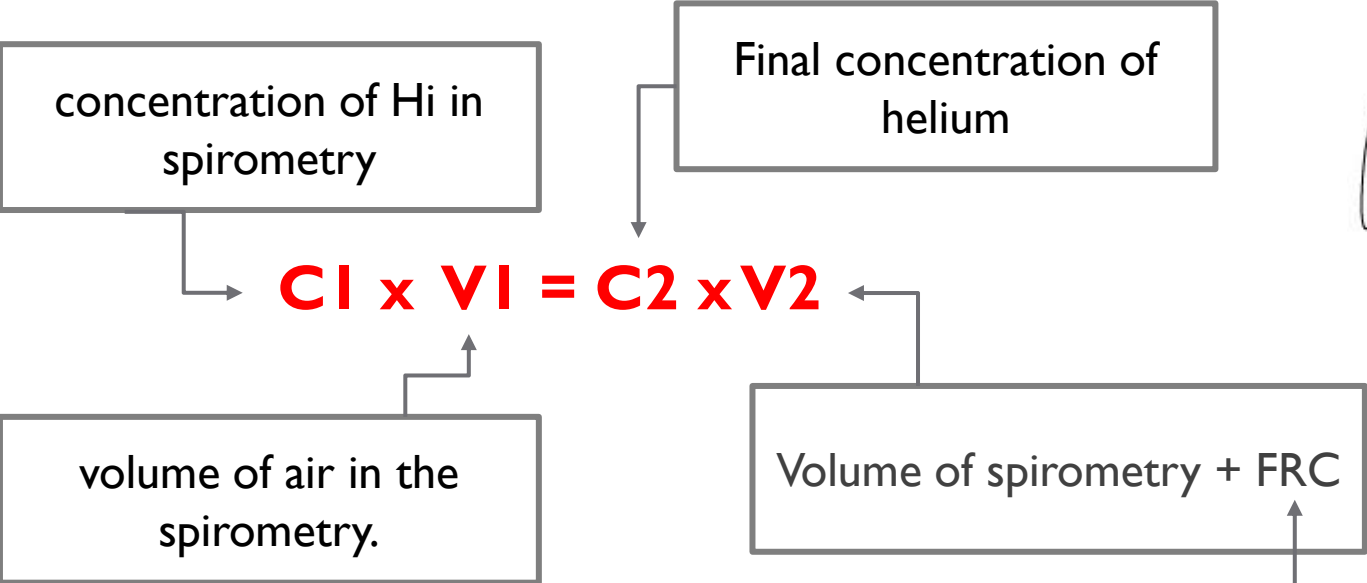 concentration of Hi in
spirometry
Final concentration of
helium
C1 x V1 = C2 x V2
volume of air in the
spirometry.
Volume of spirometry + FRC